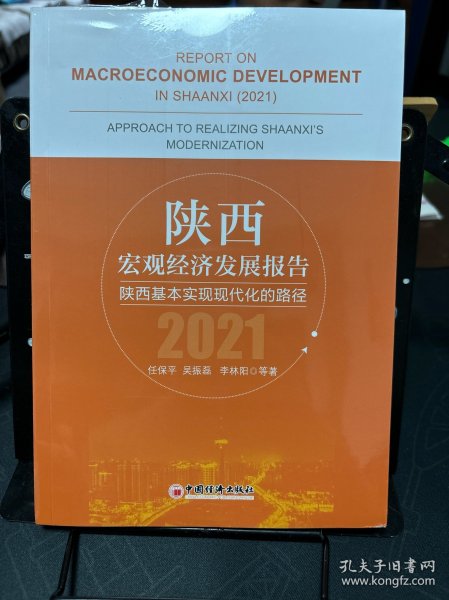 REPORT ON
MACROECONOMIC DEVELOPMENT
IN SHAANXI (2021)
APPROACH TO REALIZING SHAANXI'S
MODERNIZATION
陕西
宏观经济发展报告
陕西基本实现现代化的路径
2021
任保平 吴振磊 李林阳◎等著
中国经济出版社
孔夫子旧书网
www.kongfz.com